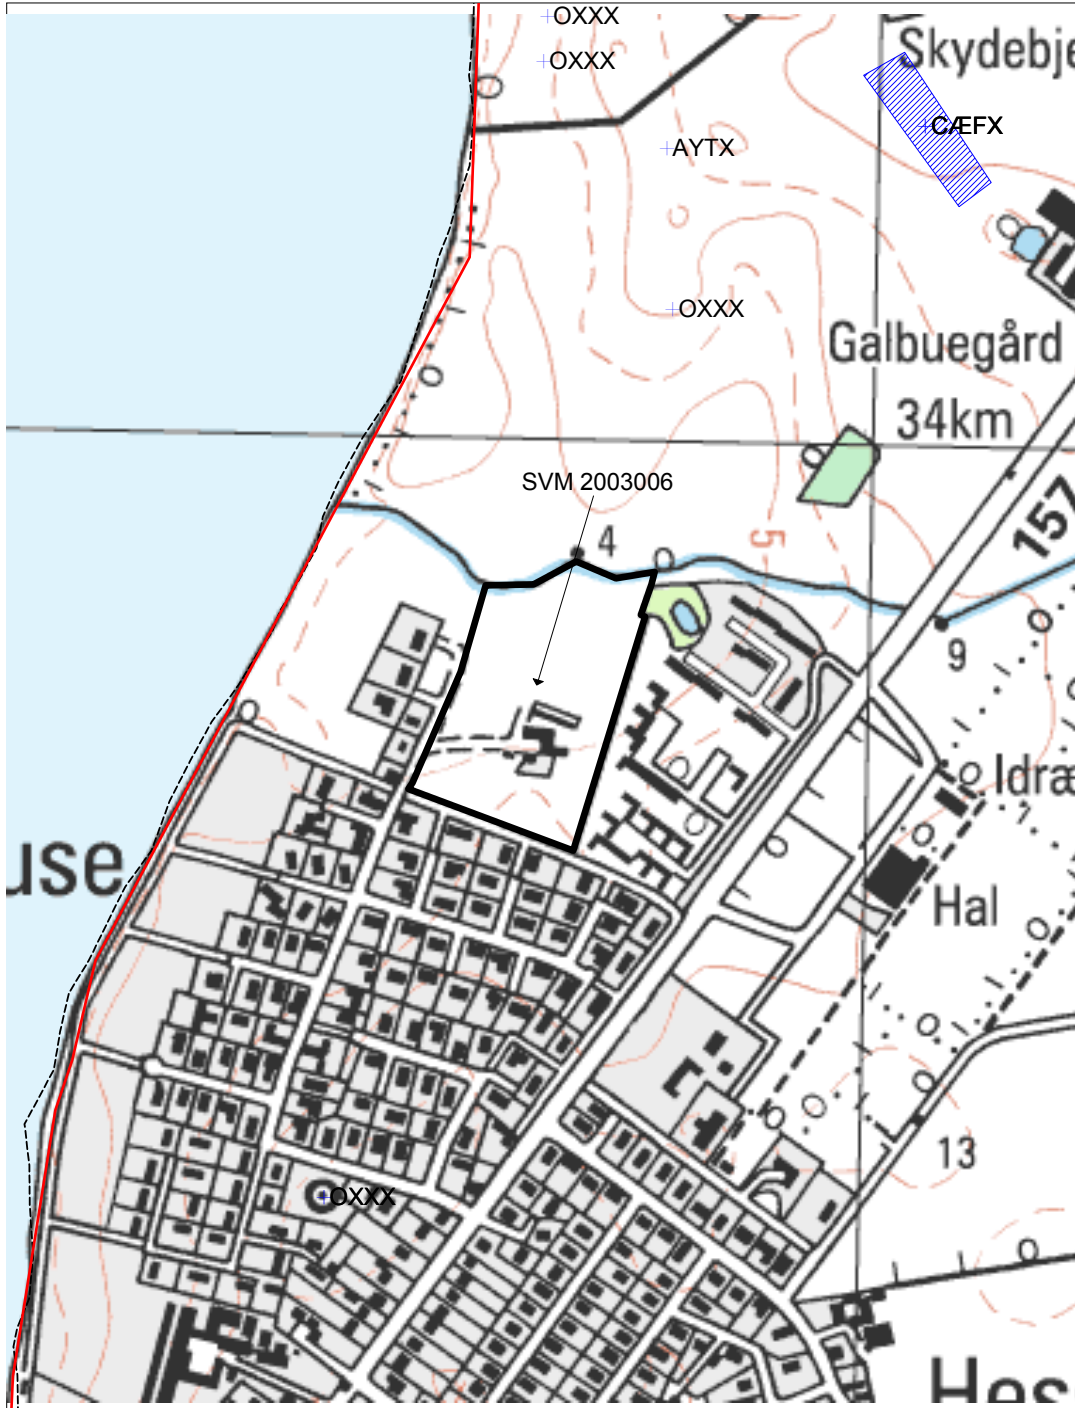 OXXX
Skydebje
OXXX
CÆFX
AYTX
OXXX
Galbuegård
34km
SVM 2003006
157
4
5
9
Idræ
use
Hal
13
OXXX
Hes